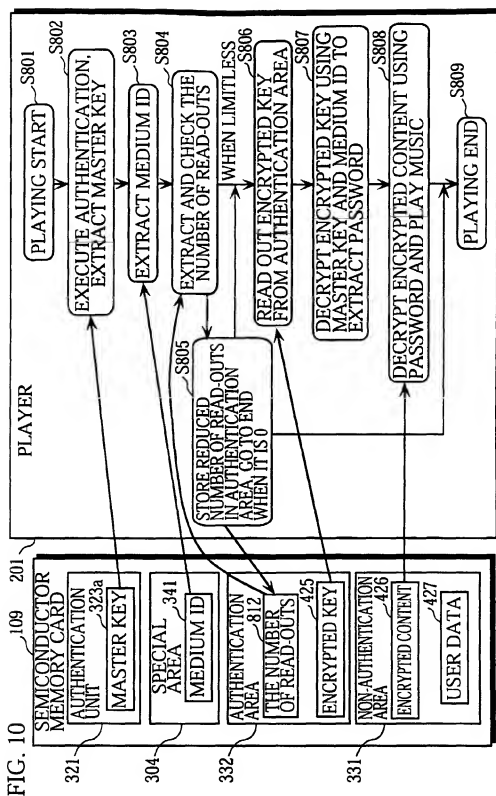 FIG. 10
109
SEMICONDUCTOR
MEMORY CARD
321
AUTHENTICATION
UNIT
323a
MASTER KEY
304
SPECIAL
AREA
341
MEDIUM ID
332
AUTHENTICATION
AREA
812
THE NUMBER
OF READ-OUTS
425
ENCRYPTED KEY
331
NON-AUTHENTICATION
AREA
426
ENCRYPTED CONTENT
427
USER DATA
201
PLAYER
S801
PLAYING START
S802
EXECUTE AUTHENTICATION,
EXTRACT MASTER KEY
S803
EXTRACT MEDIUM ID
S804
EXTRACT AND CHECK THE
NUMBER OF READ-OUTS
WHEN LIMITLESS
S805
STORE REDUCED
NUMBER OF READ-OUTS
IN AUTHENTICATION
AREA, GO TO END
WHEN IT IS 0
S806
READ OUT ENCRYPTED KEY
FROM AUTHENTICATION AREA
S807
DECRYPT ENCRYPTED KEY USING
MASTER KEY AND MEDIUM ID TO
EXTRACT PASSWORD
S808
DECRYPT ENCRYPTED CONTENT USING
PASSWORD AND PLAY MUSIC
S809
PLAYING END